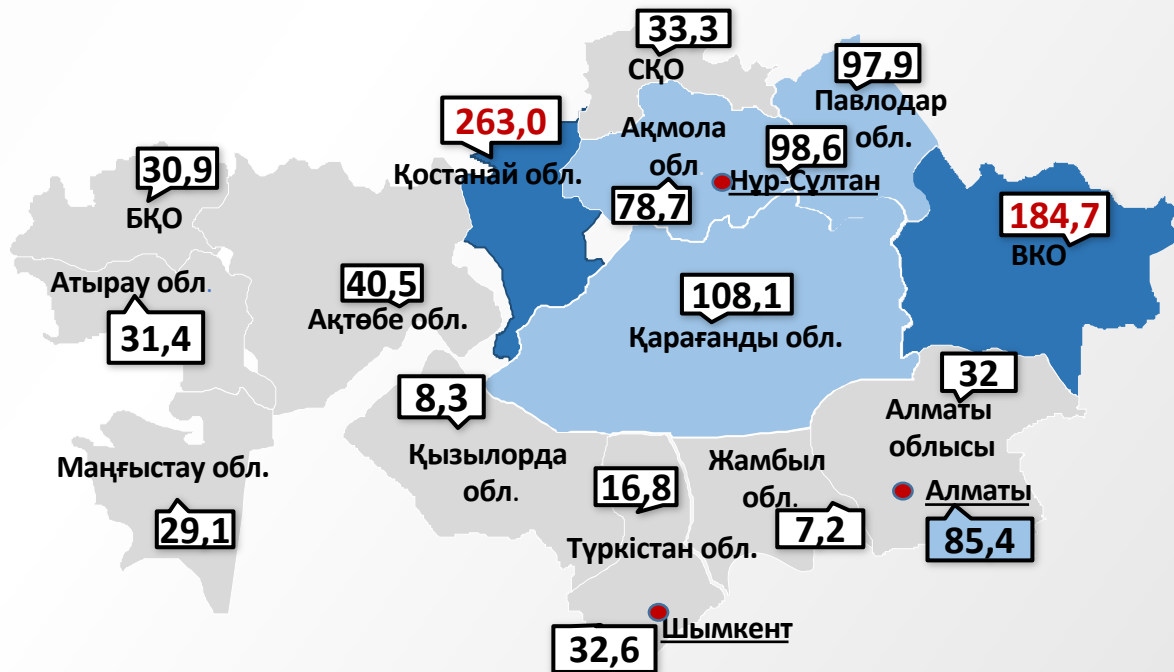 33,3
СҚО
97,9
Павлодар
обл.
263,0
Қостанай обл.
Ақмола
обл
98,6
Нұр-Сұлтан
78,7
30,9
БҚО
184,7
ВКО
Атырау обл.
31,4
40,5
Ақтөбе обл.
108,1
Қарағанды обл.
32
Алматы
облысы
8,3
Қызылорда
обл.
Маңғыстау обл.
29,1
16,8
Түркістан обл.
Жамбыл
обл.
7,2
Алматы
85,4
Шымкент
32,6